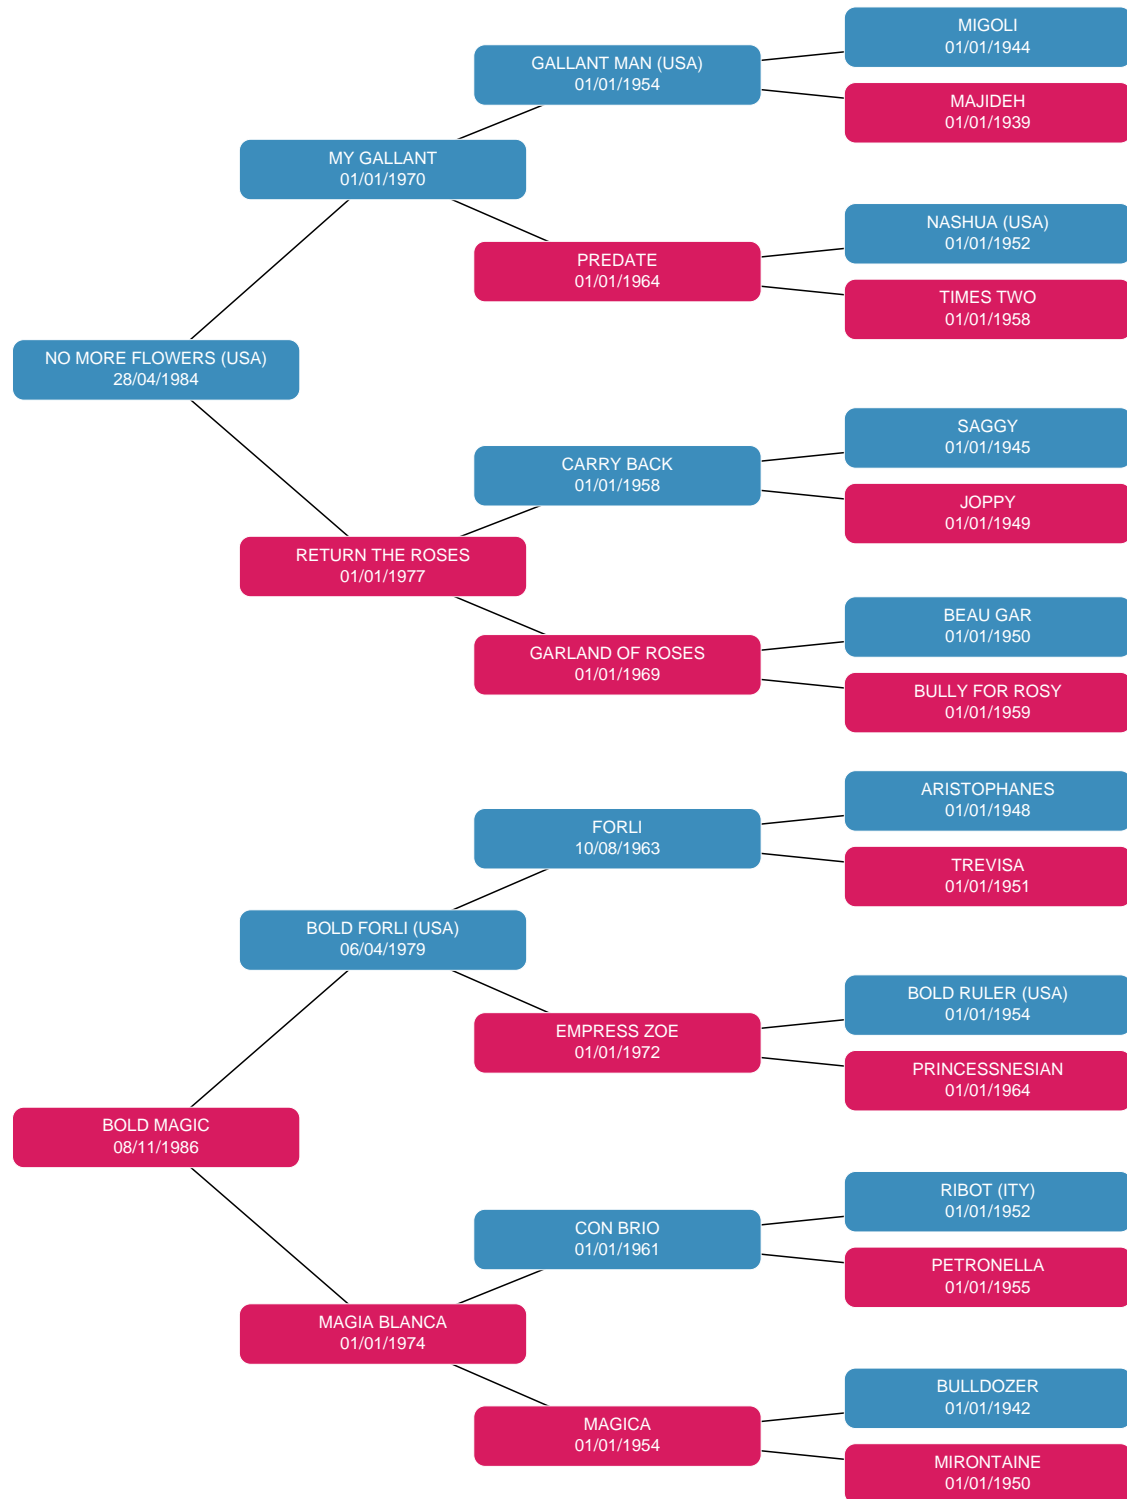 MIGOLI
01/01/1944
GALLANT MAN (USA)
01/01/1954
MAJIDEH
01/01/1939
MY GALLANT
01/01/1970
NASHUA (USA)
01/01/1952
PREDATE
01/01/1964
TIMES TWO
01/01/1958
NO MORE FLOWERS (USA)
28/04/1984
SAGGY
01/01/1945
CARRY BACK
01/01/1958
JOPPY
01/01/1949
RETURN THE ROSES
01/01/1977
BEAU GAR
01/01/1950
GARLAND OF ROSES
01/01/1969
BULLY FOR ROSY
01/01/1959
ARISTOPHANES
01/01/1948
FORLI
10/08/1963
TREVISA
01/01/1951
BOLD FORLI (USA)
06/04/1979
BOLD RULER (USA)
01/01/1954
EMPRESS ZOE
01/01/1972
PRINCESSNESIAN
01/01/1964
BOLD MAGIC
08/11/1986
RIBOT (ITY)
01/01/1952
CON BRIO
01/01/1961
PETRONELLA
01/01/1955
MAGIA BLANCA
01/01/1974
BULLDOZER
01/01/1942
MAGICA
01/01/1954
MIRONTAINE
01/01/1950